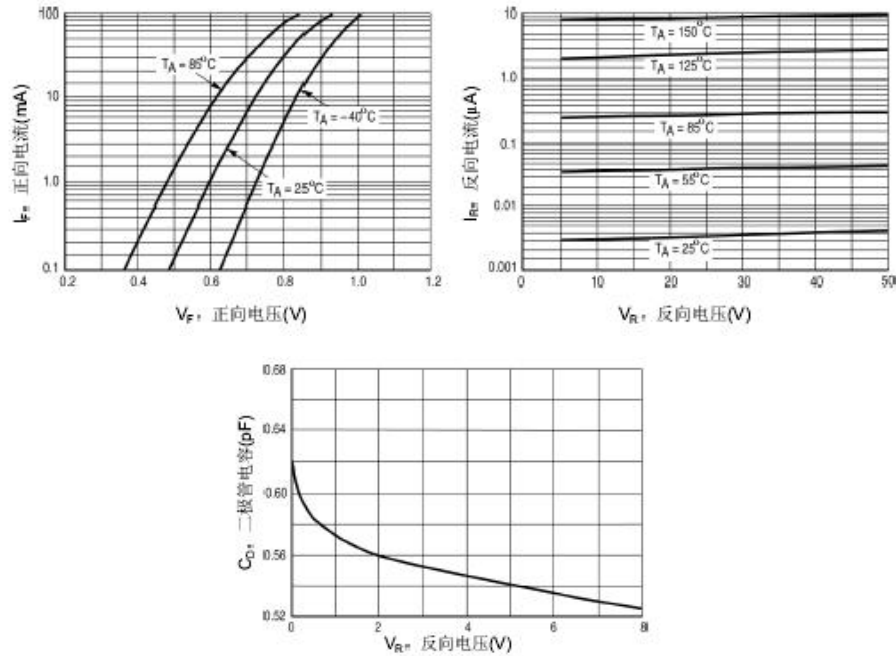 100
10
1.0
0.1
0.2
0.4
0.6
0.8
1.0
1.2
T_A = 85°C
T_A = −40°C
T_A = 25°C
I_F, 正向电流(mA)
V_F, 正向电压(V)
10
1.0
0.1
0.01
0.001
0
10
20
30
40
50
T_A = 150°C
T_A = 125°C
T_A = 85°C
T_A = 55°C
T_A = 25°C
I_R, 反向电流(μA)
V_R, 反向电压(V)
0.68
0.64
0.60
0.56
0.52
0
2
4
6
8
C_D, 二极管电容(pF)
V_R, 反向电压(V)